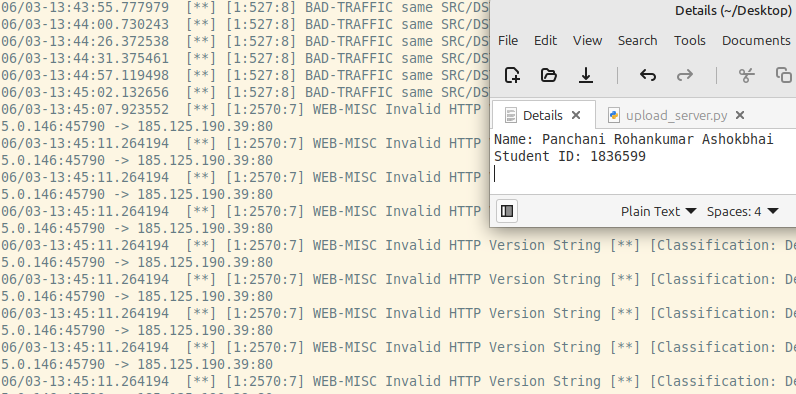 06/03-13:43:55.777979  [**] [1:527:8] BAD-TRAFFIC same SRC/DS
06/03-13:44:00.730243  [**] [1:527:8] BAD-TRAFFIC same SRC/DS
06/03-13:44:26.372538  [**] [1:527:8] BAD-TRAFFIC same SRC/DS
06/03-13:44:31.375461  [**] [1:527:8] BAD-TRAFFIC same SRC/DS
06/03-13:44:57.119498  [**] [1:527:8] BAD-TRAFFIC same SRC/DS
06/03-13:45:02.132656  [**] [1:527:8] BAD-TRAFFIC same SRC/DS
06/03-13:45:07.923552  [**] [1:2570:7] WEB-MISC Invalid HTTP
5.0.146:45790 -> 185.125.190.39:80
06/03-13:45:11.264194  [**] [1:2570:7] WEB-MISC Invalid HTTP
5.0.146:45790 -> 185.125.190.39:80
06/03-13:45:11.264194  [**] [1:2570:7] WEB-MISC Invalid HTTP
5.0.146:45790 -> 185.125.190.39:80
06/03-13:45:11.264194  [**] [1:2570:7] WEB-MISC Invalid HTTP
5.0.146:45790 -> 185.125.190.39:80
06/03-13:45:11.264194  [**] [1:2570:7] WEB-MISC Invalid HTTP Version String [**] [Classification: De
5.0.146:45790 -> 185.125.190.39:80
06/03-13:45:11.264194  [**] [1:2570:7] WEB-MISC Invalid HTTP Version String [**] [Classification: De
5.0.146:45790 -> 185.125.190.39:80
06/03-13:45:11.264194  [**] [1:2570:7] WEB-MISC Invalid HTTP Version String [**] [Classification: De
5.0.146:45790 -> 185.125.190.39:80
06/03-13:45:11.264194  [**] [1:2570:7] WEB-MISC Invalid HTTP Version String [**] [Classification: De
5.0.146:45790 -> 185.125.190.39:80
06/03-13:45:11.264194  [**] [1:2570:7] WEB-MISC Invalid HTTP Version String [**] [Classification: De
Details (~/Desktop)
File Edit View Search Tools Documents
Details upload_server.py
Name: Panchani Rohankumar Ashokbhai
Student ID: 1836599
Plain Text Spaces: 4